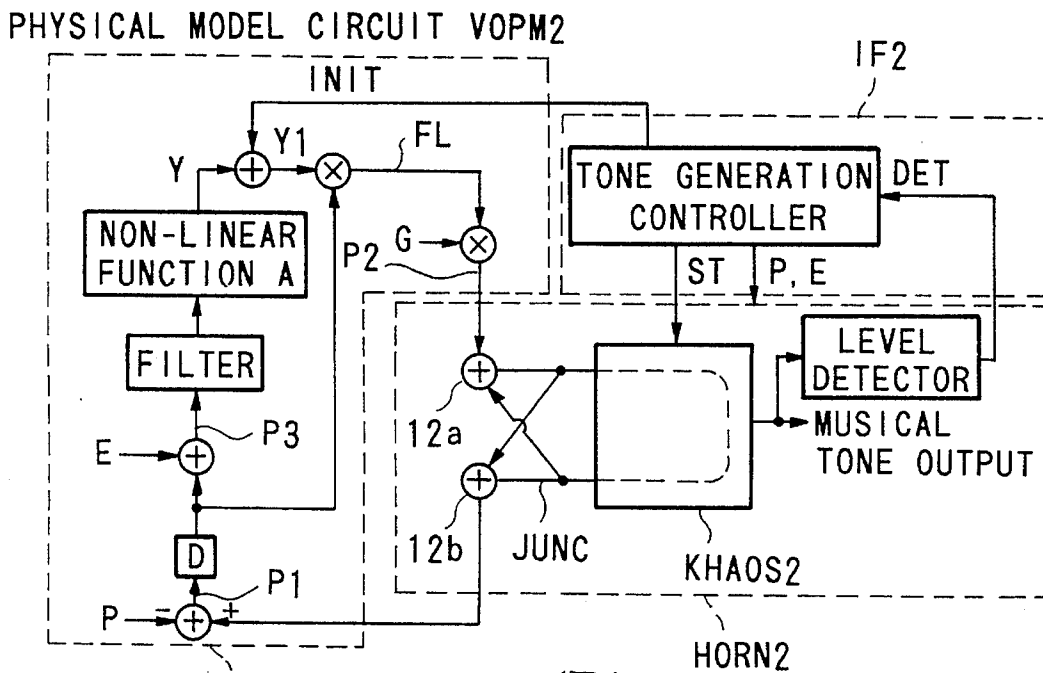 PHYSICAL MODEL CIRCUIT VOPM2
IF2
INIT
Y
Y1
FL
TONE GENERATION
CONTROLLER
DET
NON-LINEAR
FUNCTION A
G
P2
ST
P, E
FILTER
LEVEL
DETECTOR
12a
MUSICAL
TONE OUTPUT
P3
E
12b
JUNC
KHAOS2
D
P1
P
HORN2